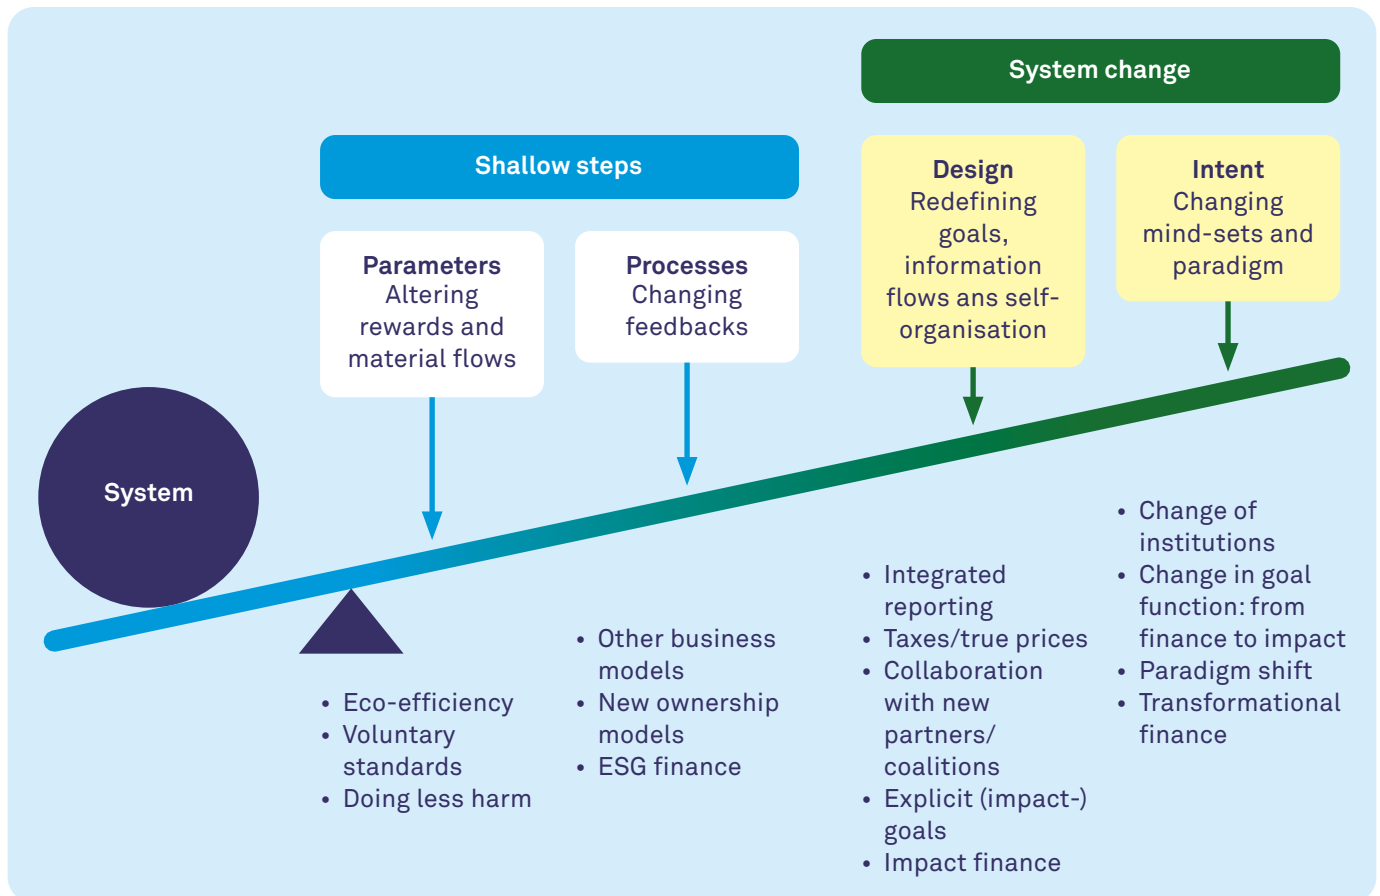 System change
Shallow steps
Parameters
Altering
rewards and
material flows
Processes
Changing
feedbacks
Design
Redefining
goals,
information
flows ans self-
organisation
Intent
Changing
mind-sets and
paradigm
System
• Eco-efficiency
• Voluntary
standards
• Doing less harm
• Other business
models
• New ownership
models
• ESG finance
• Integrated
reporting
• Taxes/true prices
• Collaboration
with new
partners/
coalitions
• Explicit (impact-)
goals
• Impact finance
• Change of
institutions
• Change in goal
function: from
finance to impact
• Paradigm shift
• Transformational
finance